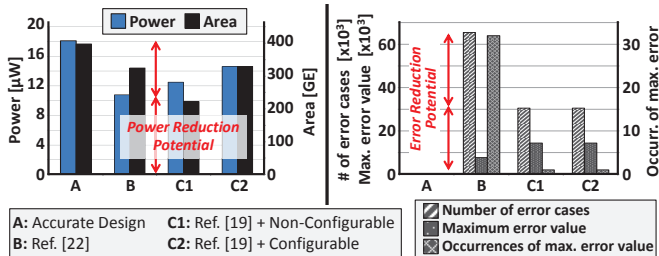 Power Area
20
16
12
8
4
0
Power [µW]
400
300
200
100
0
Area [GE]
Power Reduction
Potential
A B C1 C2
# of error cases [x10³]
Max. error value [x10³]
60
40
20
0
Error Reduction
Potential
30
20
10
0
Occurr. of max. error
A B C1 C2
A: Accurate Design C1: Ref. [19] + Non-Configurable
B: Ref. [22] C2: Ref. [19] + Configurable
Number of error cases
Maximum error value
Occurrences of max. error value